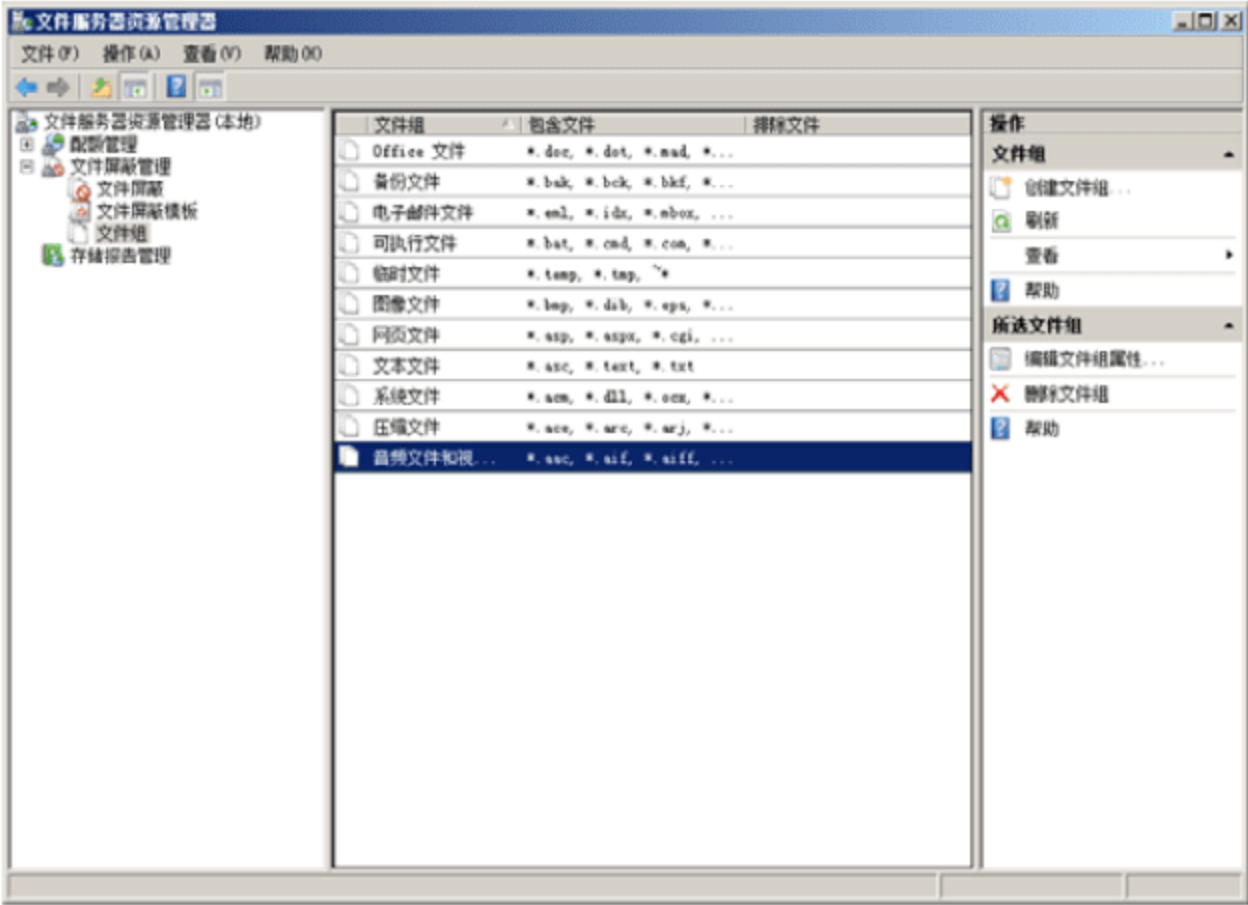 文件服务器资源管理器
文件(F) 操作(A) 查看(V) 帮助(H)
文件服务器资源管理器(本地)
配额管理
文件屏蔽管理
文件屏蔽
文件屏蔽模板
文件组
存储报告管理
文件组 包含文件 排除文件
Office 文件 *.doc, *.dot, *.mad, *...
备份文件 *.bak, *.bck, *.bkf, *...
电子邮件文件 *.eml, *.idx, *.mbox, ...
可执行文件 *.bat, *.cmd, *.com, *...
临时文件 *.temp, *.tmp, ~*
图像文件 *.bmp, *.dib, *.eps, *...
网页文件 *.asp, *.aspx, *.cgi, ...
文本文件 *.asc, *.text, *.txt
系统文件 *.acm, *.dll, *.ocx, *...
压缩文件 *.ace, *.arc, *.arj, *...
音频文件和视... *.aac, *.aif, *.aiff, ...
操作
文件组
创建文件组...
刷新
查看
帮助
所选文件组
编辑文件组属性...
删除文件组
帮助